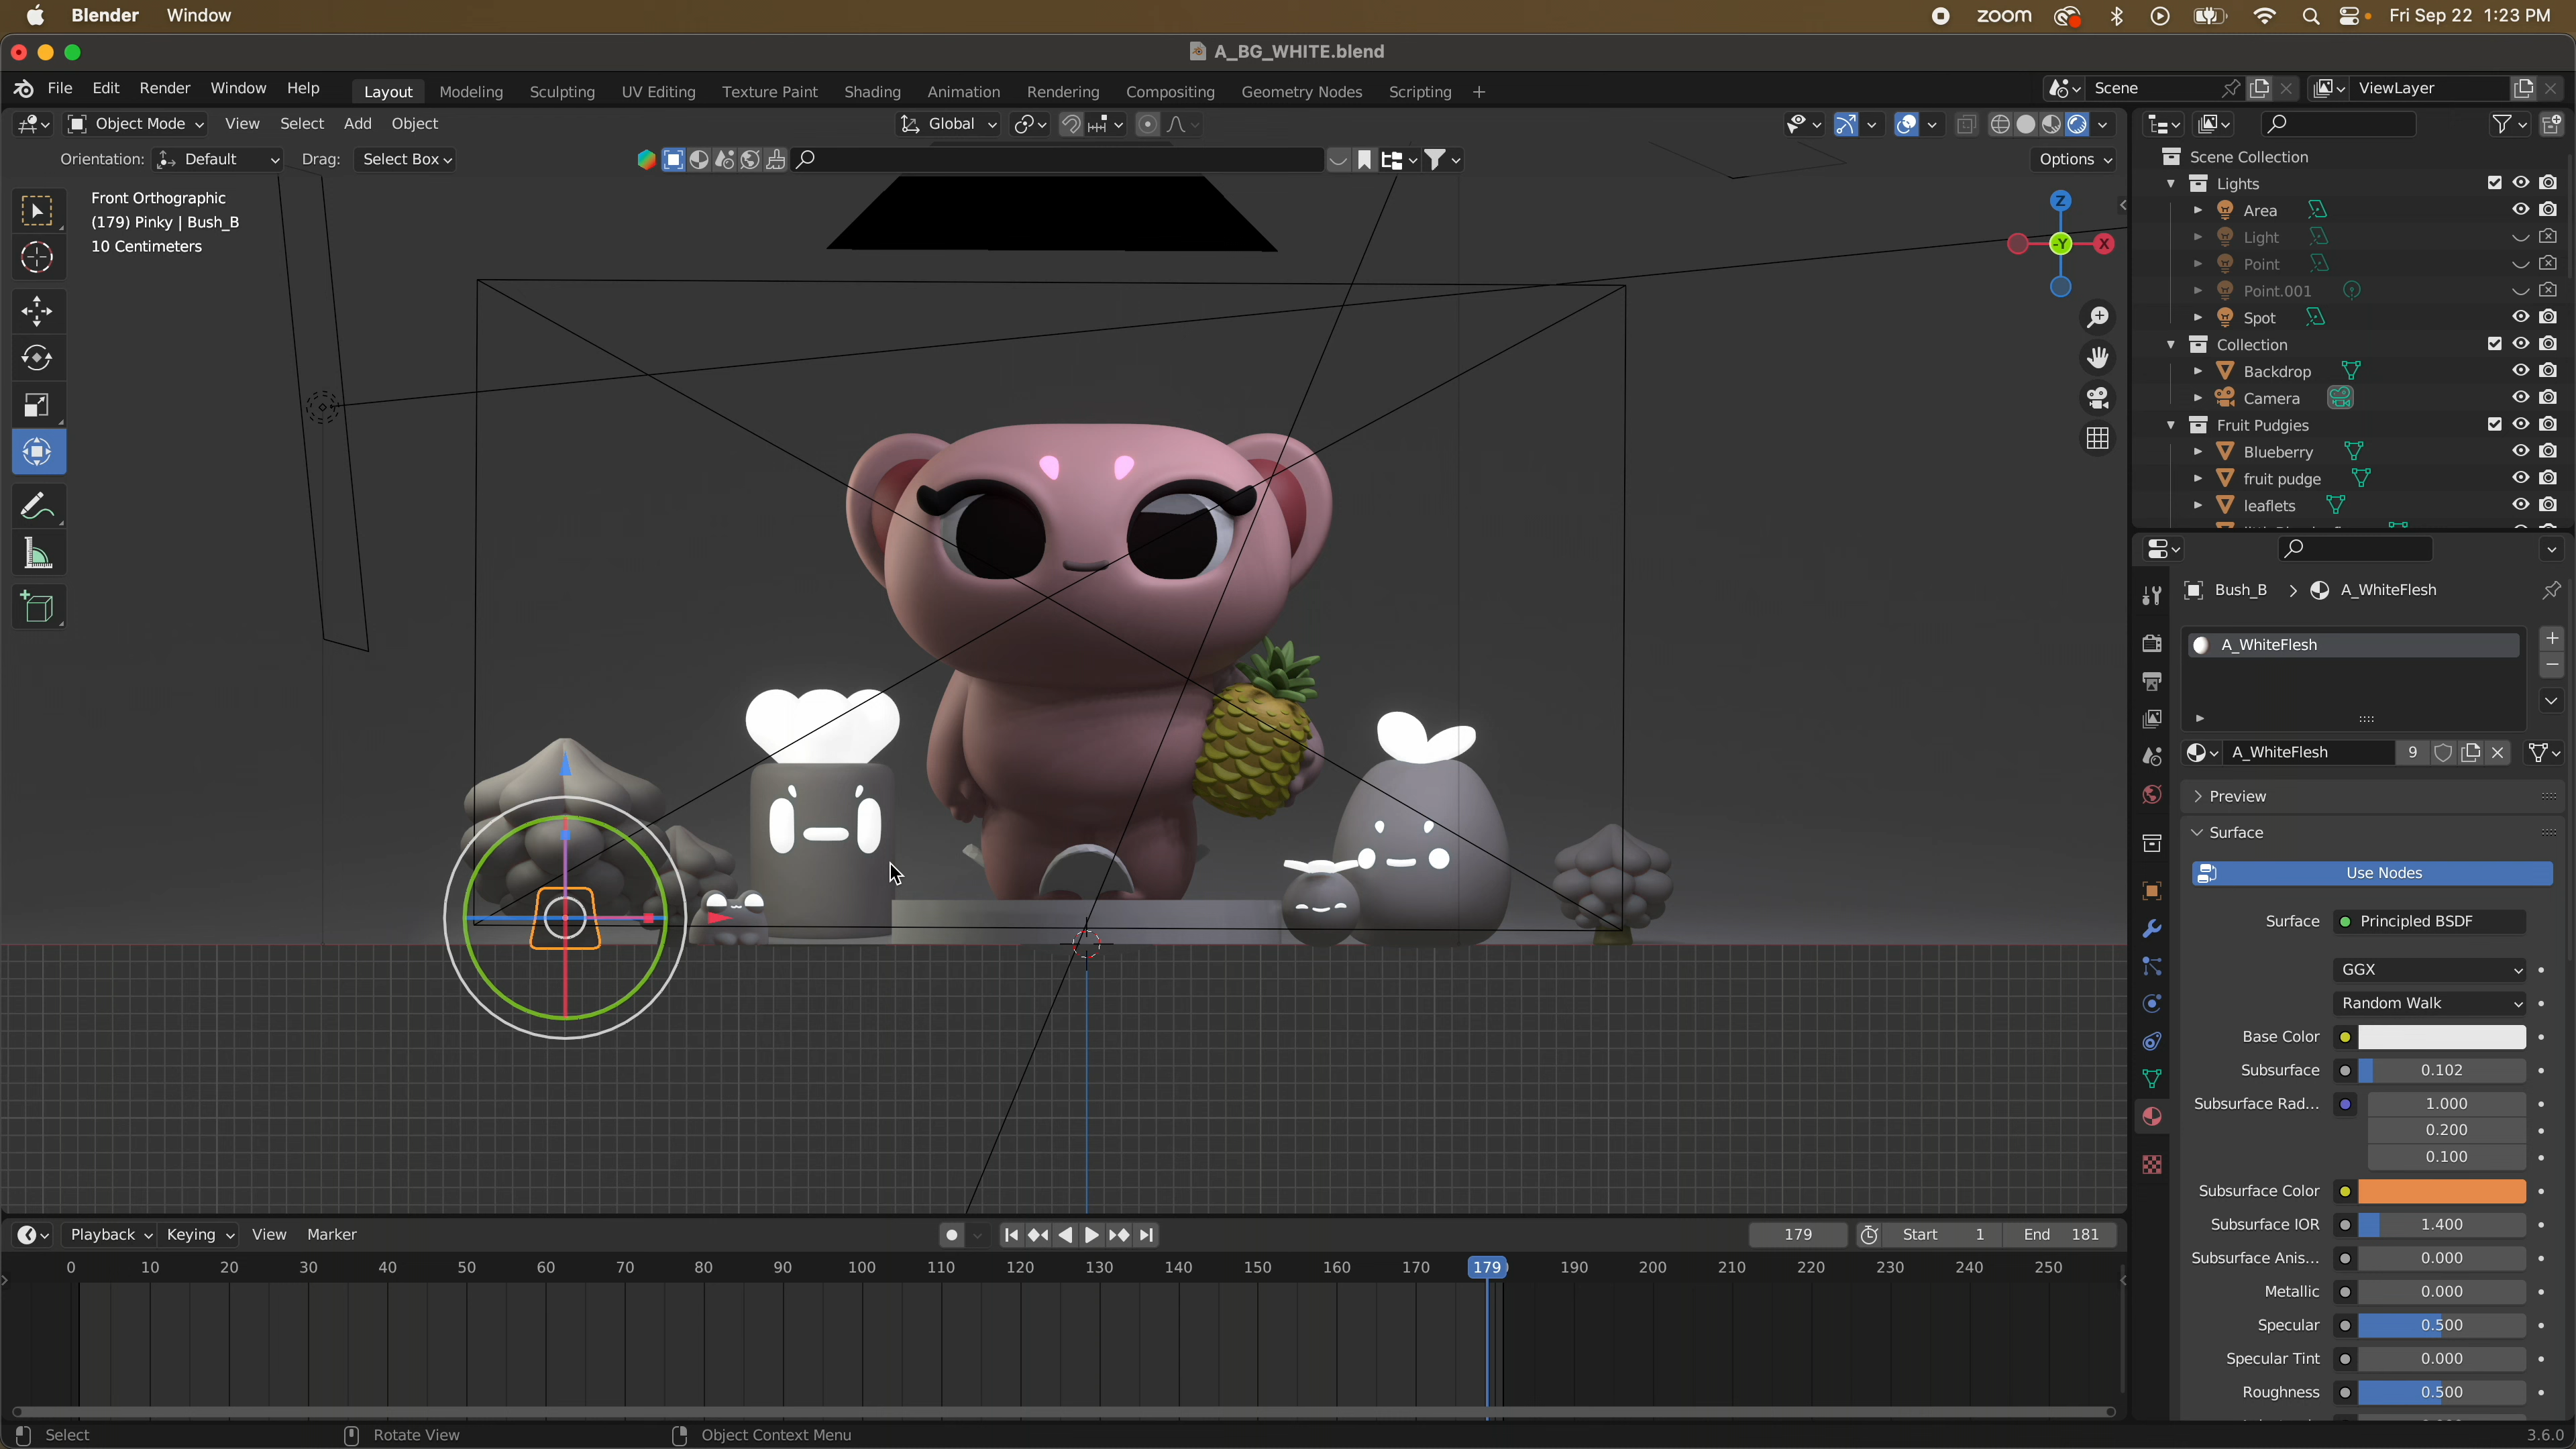 Blender Window zoom Fri Sep 22 1:23 PM
A_BG_WHITE.blend
File Edit Render Window Help Layout Modeling Sculpting UV Editing Texture Paint Shading Animation Rendering Compositing Geometry Nodes Scripting + Scene ViewLayer
Object Mode View Select Add Object Global
Orientation: Default Drag: Select Box Options
Front Orthographic
(179) Pinky | Bush_B
10 Centimeters
Z
-Y X
Scene Collection
Lights
Area
Light
Point
Point.001
Spot
Collection
Backdrop
Camera
Fruit Pudgies
Blueberry
fruit pudge
leaflets
Bush_B > A_WhiteFlesh
A_WhiteFlesh
A_WhiteFlesh 9
Preview
Surface
Use Nodes
Surface Principled BSDF
GGX
Random Walk
Base Color
Subsurface 0.102
Subsurface Rad... 1.000
0.200
0.100
Subsurface Color
Subsurface IOR 1.400
Subsurface Anis... 0.000
Metallic 0.000
Specular 0.500
Specular Tint 0.000
Roughness 0.500
Playback Keying View Marker 179 Start 1 End 181
0 10 20 30 40 50 60 70 80 90 100 110 120 130 140 150 160 170 179 190 200 210 220 230 240 250
Select Rotate View Object Context Menu 3.6.0